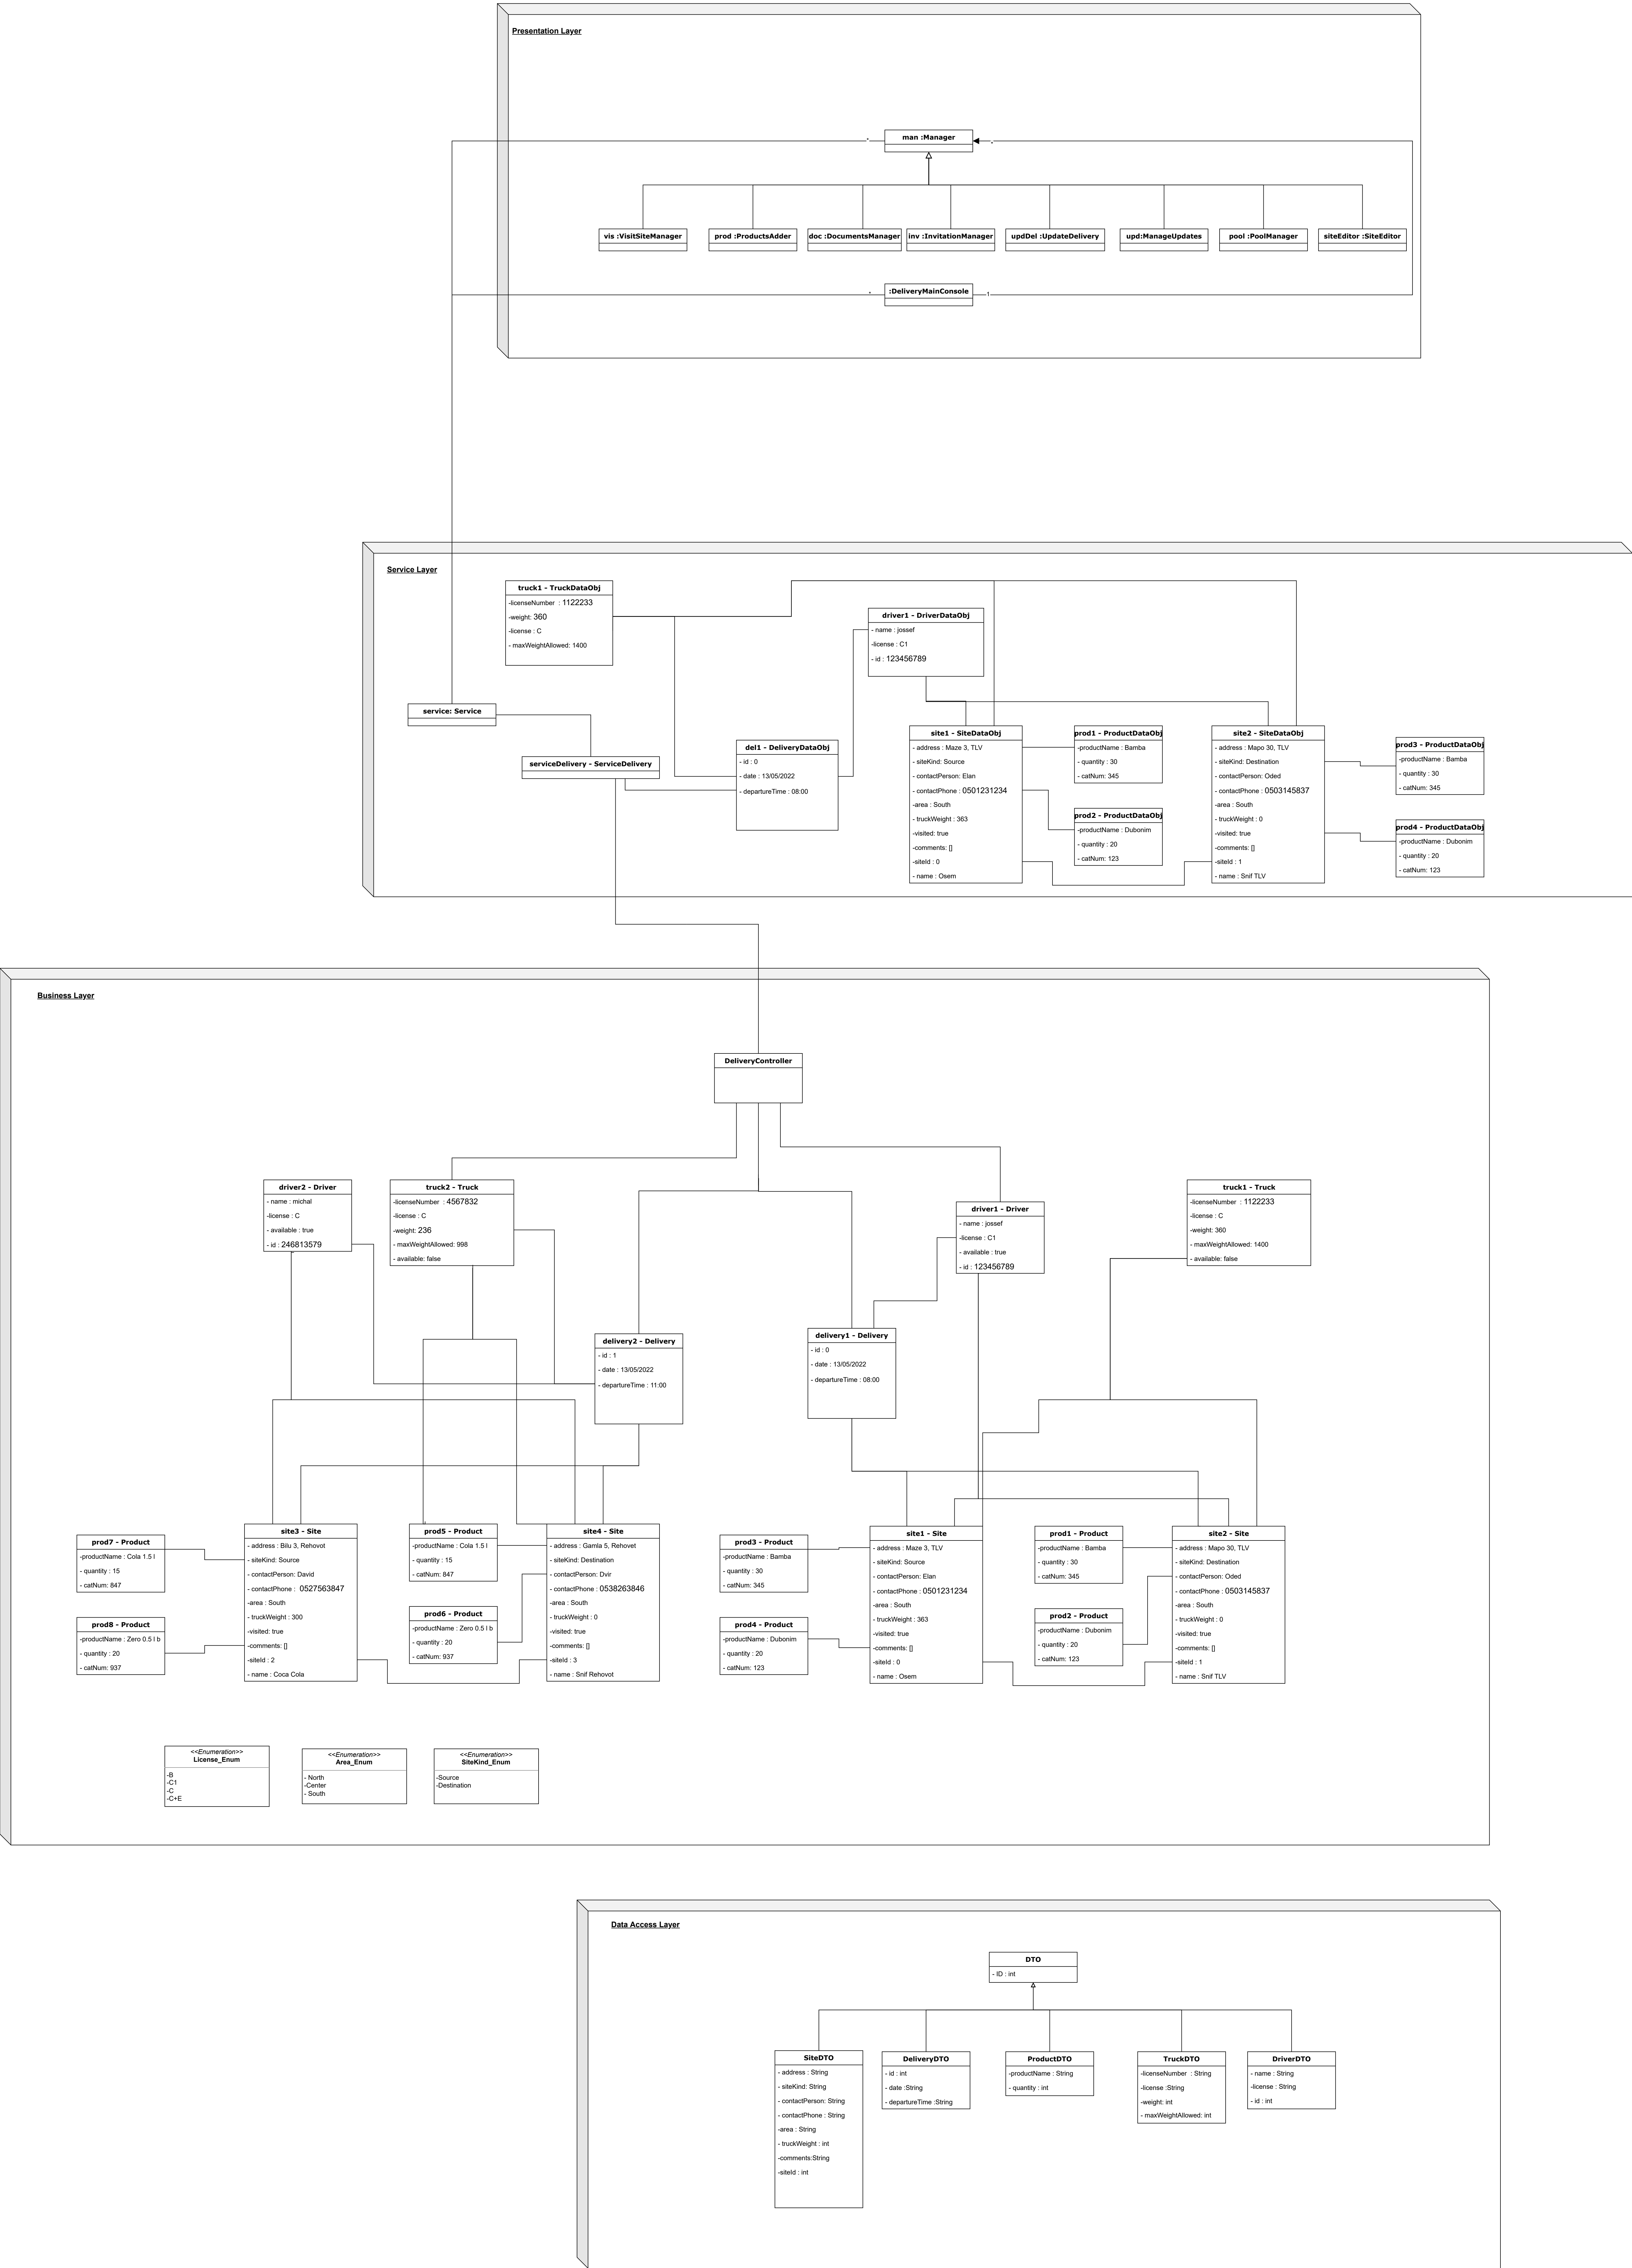 Presentation Layer
man :Manager
*
*
vis :VisitSiteManager
prod :ProductsAdder
doc :DocumentsManager
inv :InvitationManager
updDel :UpdateDelivery
upd:ManageUpdates
pool :PoolManager
siteEditor :SiteEditor
:DeliveryMainConsole
*
1
Service Layer
truck1 - TruckDataObj
-licenseNumber : 1122233
-weight: 360
-license : C
- maxWeightAllowed: 1400
driver1 - DriverDataObj
- name : jossef
-license : C1
- id : 123456789
service: Service
serviceDelivery - ServiceDelivery
del1 - DeliveryDataObj
- id : 0
- date : 13/05/2022
- departureTime : 08:00
site1 - SiteDataObj
- address : Maze 3, TLV
- siteKind: Source
- contactPerson: Elan
- contactPhone : 0501231234
-area : South
- truckWeight : 363
-visited: true
-comments: []
-siteId : 0
- name : Osem
prod1 - ProductDataObj
-productName : Bamba
- quantity : 30
- catNum: 345
prod2 - ProductDataObj
-productName : Dubonim
- quantity : 20
- catNum: 123
site2 - SiteDataObj
- address : Mapo 30, TLV
- siteKind: Destination
- contactPerson: Oded
- contactPhone : 0503145837
-area : South
- truckWeight : 0
-visited: true
-comments: []
-siteId : 1
- name : Snif TLV
prod3 - ProductDataObj
-productName : Bamba
- quantity : 30
- catNum: 345
prod4 - ProductDataObj
-productName : Dubonim
- quantity : 20
- catNum: 123
Business Layer
DeliveryController
driver2 - Driver
- name : michal
-license : C
- available : true
- id : 246813579
truck2 - Truck
-licenseNumber : 4567832
-license : C
-weight: 236
- maxWeightAllowed: 998
- available: false
driver1 - Driver
- name : jossef
-license : C1
- available : true
- id : 123456789
truck1 - Truck
-licenseNumber : 1122233
-license : C
-weight: 360
- maxWeightAllowed: 1400
- available: false
delivery2 - Delivery
- id : 1
- date : 13/05/2022
- departureTime : 11:00
delivery1 - Delivery
- id : 0
- date : 13/05/2022
- departureTime : 08:00
prod7 - Product
-productName : Cola 1.5 l
- quantity : 15
- catNum: 847
prod8 - Product
-productName : Zero 0.5 l b
- quantity : 20
- catNum: 937
site3 - Site
- address : Bilu 3, Rehovot
- siteKind: Source
- contactPerson: David
- contactPhone : 0527563847
-area : South
- truckWeight : 300
-visited: true
-comments: []
-siteId : 2
- name : Coca Cola
prod5 - Product
-productName : Cola 1.5 l
- quantity : 15
- catNum: 847
prod6 - Product
-productName : Zero 0.5 l b
- quantity : 20
- catNum: 937
site4 - Site
- address : Gamla 5, Rehovet
- siteKind: Destination
- contactPerson: Dvir
- contactPhone : 0538263846
-area : South
- truckWeight : 0
-visited: true
-comments: []
-siteId : 3
- name : Snif Rehovot
prod3 - Product
-productName : Bamba
- quantity : 30
- catNum: 345
prod4 - Product
-productName : Dubonim
- quantity : 20
- catNum: 123
site1 - Site
- address : Maze 3, TLV
- siteKind: Source
- contactPerson: Elan
- contactPhone : 0501231234
-area : South
- truckWeight : 363
-visited: true
-comments: []
-siteId : 0
- name : Osem
prod1 - Product
-productName : Bamba
- quantity : 30
- catNum: 345
prod2 - Product
-productName : Dubonim
- quantity : 20
- catNum: 123
site2 - Site
- address : Mapo 30, TLV
- siteKind: Destination
- contactPerson: Oded
- contactPhone : 0503145837
-area : South
- truckWeight : 0
-visited: true
-comments: []
-siteId : 1
- name : Snif TLV
<<Enumeration>>
License_Enum
-B
-C1
-C
-C+E
<<Enumeration>>
Area_Enum
- North
-Center
- South
<<Enumeration>>
SiteKind_Enum
-Source
-Destination
Data Access Layer
DTO
- ID : int
SiteDTO
- address : String
- siteKind: String
- contactPerson: String
- contactPhone : String
-area : String
- truckWeight : int
-comments:String
-siteId : int
DeliveryDTO
- id : int
- date :String
- departureTime :String
ProductDTO
-productName : String
- quantity : int
TruckDTO
-licenseNumber : String
-license :String
-weight: int
- maxWeightAllowed: int
DriverDTO
- name : String
-license : String
- id : int